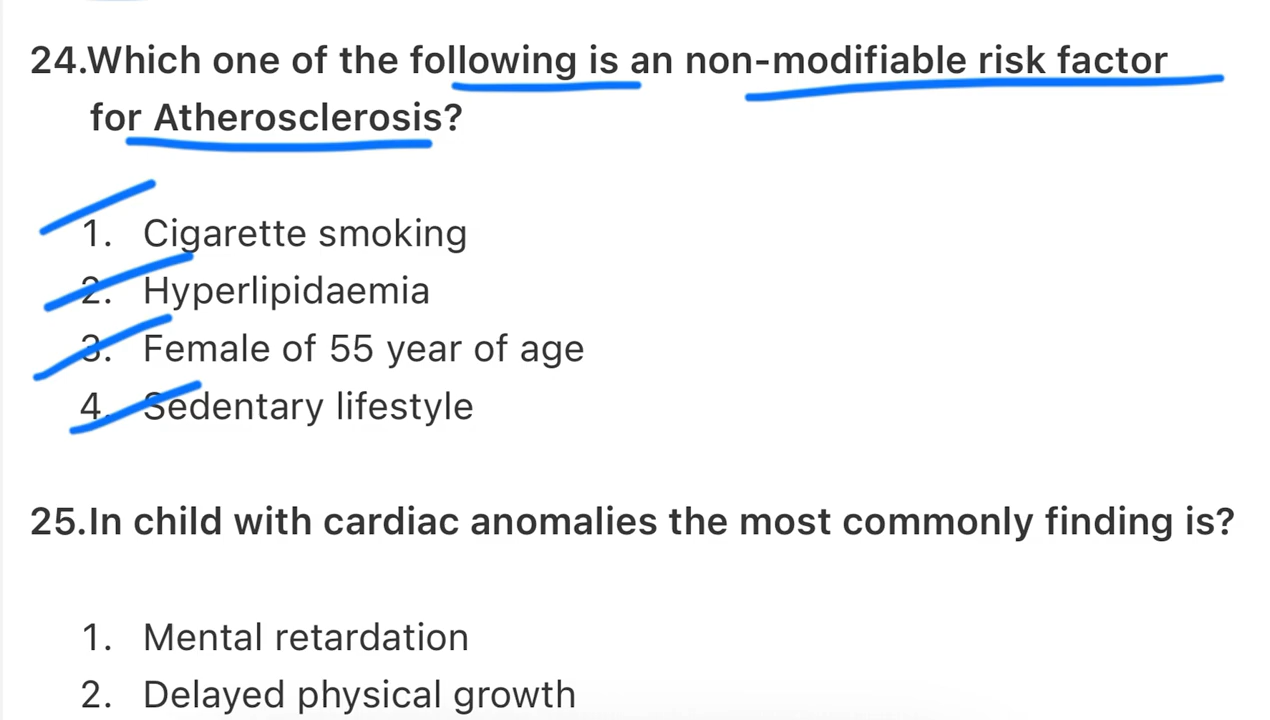 24.Which one of the following is an non-modifiable risk factor
for Atherosclerosis?
1. Cigarette smoking
2. Hyperlipidaemia
3. Female of 55 year of age
4. Sedentary lifestyle
25.In child with cardiac anomalies the most commonly finding is?
1. Mental retardation
2. Delayed physical growth